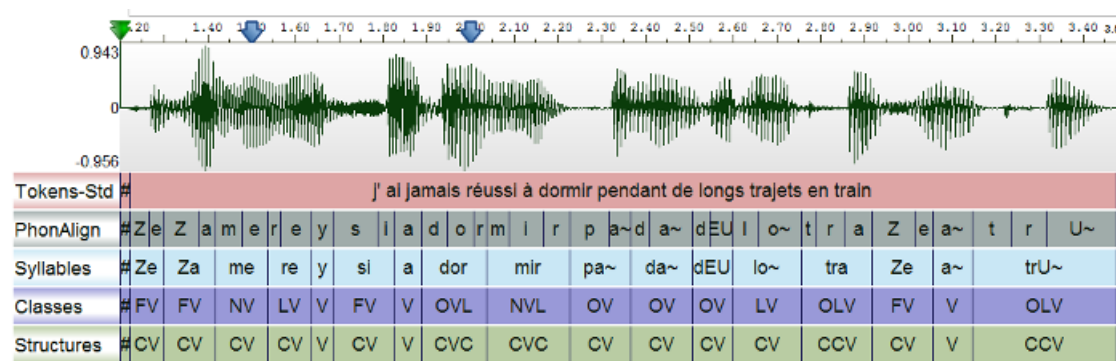 .20 1.40 1.50 1.60 1.70 1.80 1.90 2.00 2.10 2.20 2.30 2.40 2.50 2.60 2.70 2.80 2.90 3.00 3.10 3.20 3.30 3.40
0.943
0
-0.956
Tokens-Std # j' ai jamais réussi à dormir pendant de longs trajets en train
PhonAlign # Z e Z a m e r e y s i a d o r m i r p a~ d a~ d EU l o~ t r a Z e a~ t r U~
Syllables # Ze Za me re y si a dor mir pa~ da~ dEU lo~ tra Ze a~ trU~
Classes # FV FV NV LV V FV V OVL NVL OV OV OV LV OLV FV V OLV
Structures # CV CV CV CV V CV V CVC CVC CV CV CV CV CCV CV V CCV